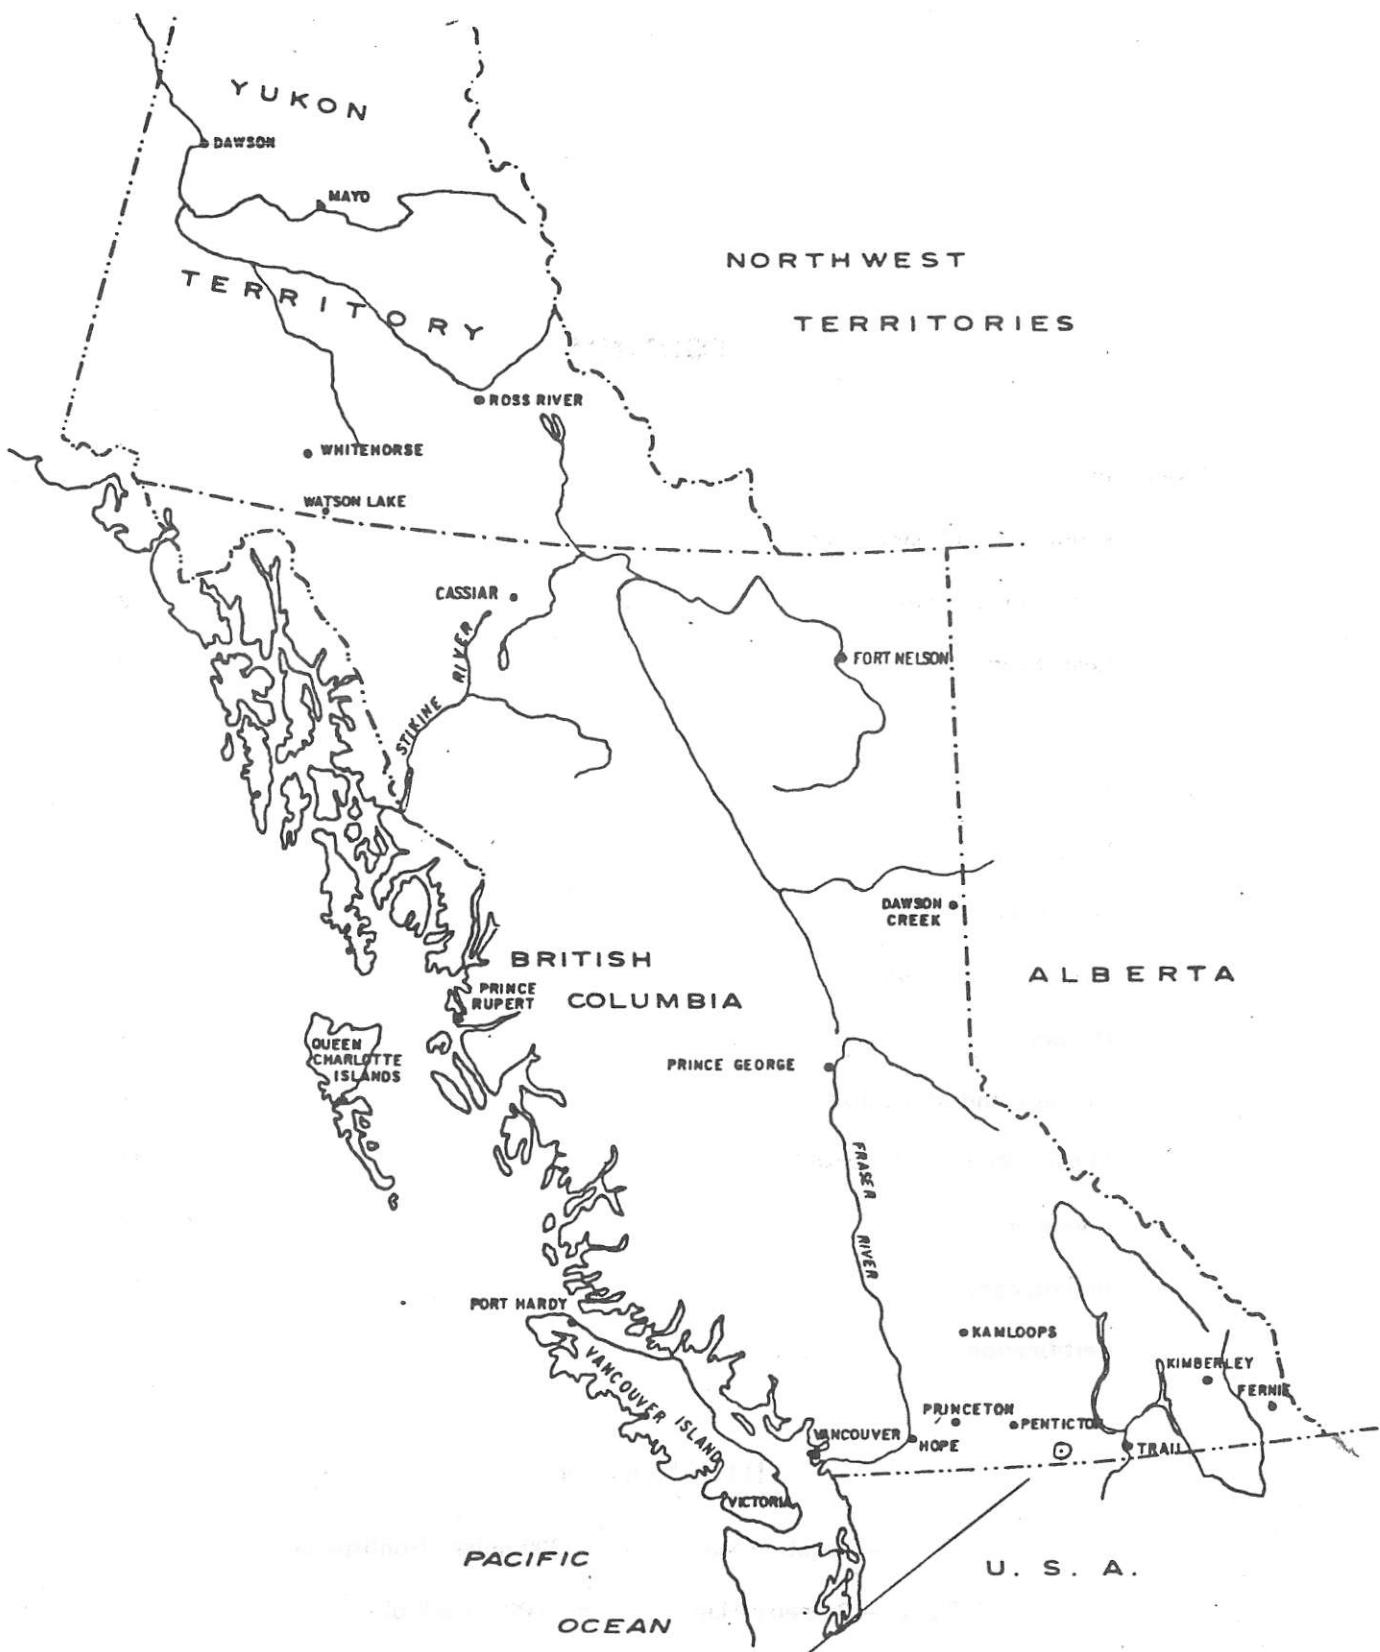 YUKON
DAWSON
MAYO
NORTHWEST
TERRITORIES
TERRITORY
ROSS RIVER
WHITEHORSE
WATSON LAKE
CASSIAR
STIKINE RIVER
FORT NELSON
DAWSON
CREEK
BRITISH
COLUMBIA
ALBERTA
PRINCE
RUPERT
QUEEN
CHARLOTTE
ISLANDS
PRINCE GEORGE
FRASER RIVER
PORT HARDY
VANCOUVER ISLAND
KAMLOOPS
KIMBERLEY
FERNIE
PRINCETON
PENTICTON
VANCOUVER
HOPE
TRAIL
VICTORIA
PACIFIC
OCEAN
U. S. A.